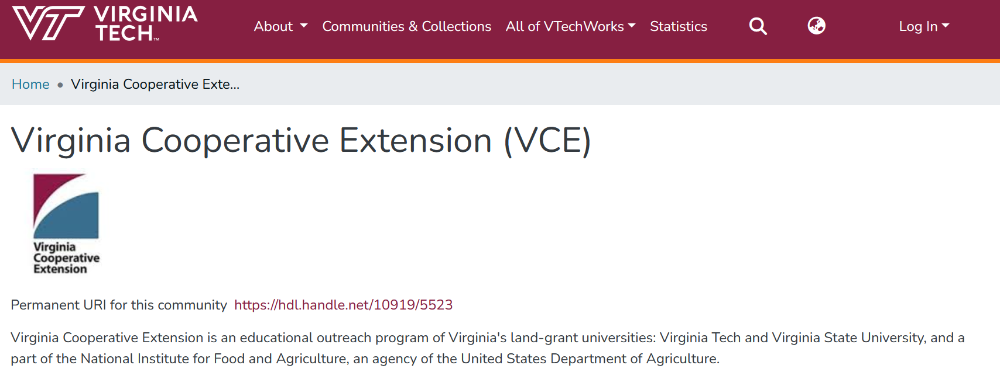 VIRGINIA
TECH™
About Communities & Collections All of VTechWorks Statistics Log In
Home • Virginia Cooperative Exte...
Virginia Cooperative Extension (VCE)
Virginia
Cooperative
Extension
Permanent URI for this community https://hdl.handle.net/10919/5523
Virginia Cooperative Extension is an educational outreach program of Virginia's land-grant universities: Virginia Tech and Virginia State University, and a
part of the National Institute for Food and Agriculture, an agency of the United States Department of Agriculture.